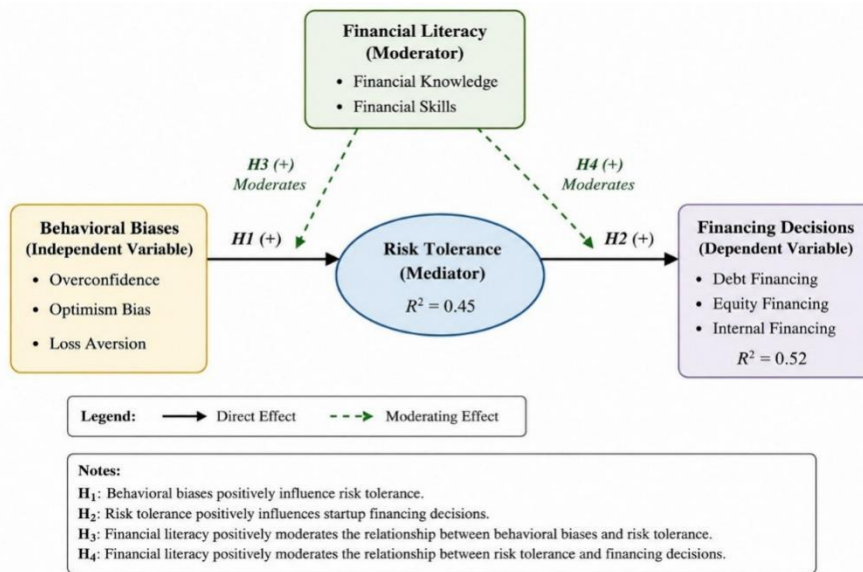 Financial Literacy
(Moderator)
• Financial Knowledge
• Financial Skills
H3 (+)
Moderates
H4 (+)
Moderates
Behavioral Biases
(Independent Variable)
• Overconfidence
• Optimism Bias
• Loss Aversion
H1 (+)
Risk Tolerance
(Mediator)
R² = 0.45
H2 (+)
Financing Decisions
(Dependent Variable)
• Debt Financing
• Equity Financing
• Internal Financing
R² = 0.52
Legend: Direct Effect Moderating Effect
Notes:
H₁: Behavioral biases positively influence risk tolerance.
H₂: Risk tolerance positively influences startup financing decisions.
H₃: Financial literacy positively moderates the relationship between behavioral biases and risk tolerance.
H₄: Financial literacy positively moderates the relationship between risk tolerance and financing decisions.